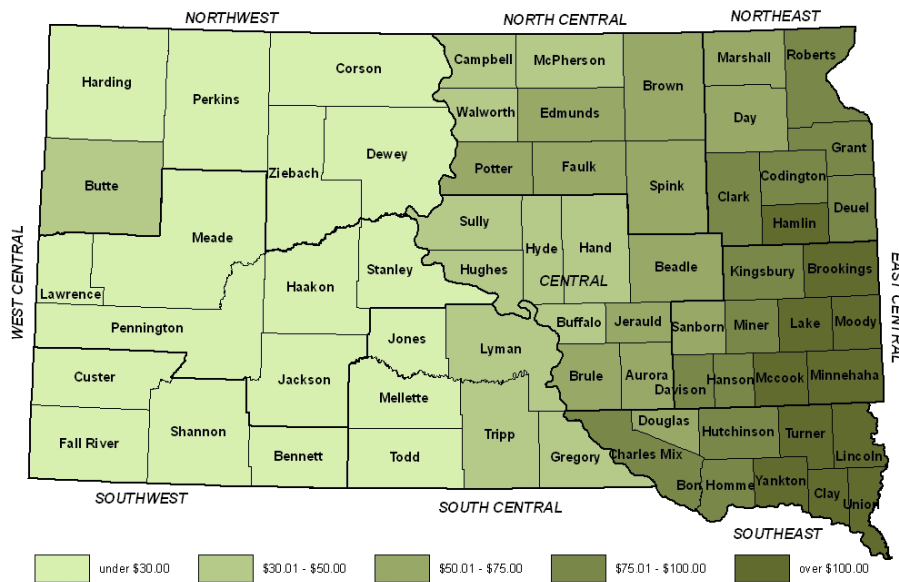 NORTHWEST
NORTH CENTRAL
NORTHEAST
Harding
Perkins
Corson
Campbell
McPherson
Brown
Marshall
Roberts
Walworth
Edmunds
Day
Butte
Ziebach
Dewey
Potter
Faulk
Spink
Clark
Codington
Grant
Hamlin
Deuel
Meade
Sully
Hyde
Hand
WEST CENTRAL
Lawrence
Haakon
Stanley
Hughes
CENTRAL
Beadle
Kingsbury
Brookings
EAST CENTRAL
Pennington
Jones
Lyman
Buffalo
Jerauld
Sanborn
Miner
Lake
Moody
Custer
Jackson
Mellette
Brule
Aurora
Davison
Hanson
Mccook
Minnehaha
Fall River
Shannon
Bennett
Todd
Tripp
Gregory
Douglas
Charles Mix
Hutchinson
Turner
Lincoln
Bon Homme
Yankton
Clay
Union
SOUTHWEST
SOUTH CENTRAL
SOUTHEAST
under $30.00
$30.01 - $50.00
$50.01 - $75.00
$75.01 - $100.00
over $100.00